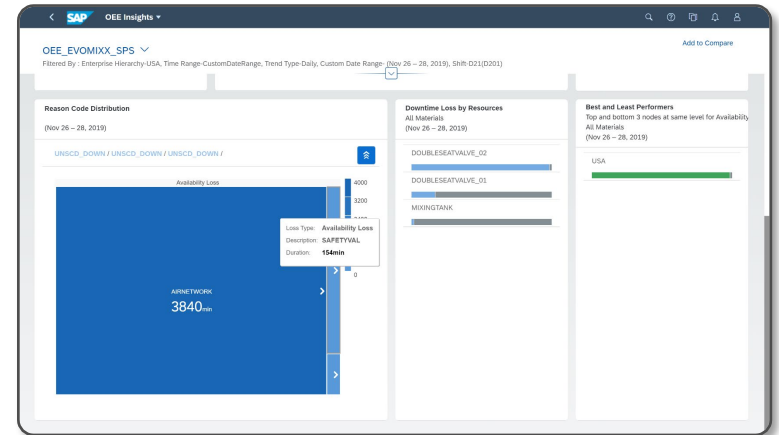 SAP OEE Insights
OEE_EVOMIXX_SPS
Add to Compare
Filtered By : Enterprise Hierarchy-USA, Time Range-CustomDateRange, Trend Type-Daily, Custom Date Range- (Nov 26 – 28, 2019), Shift-D21(D201)
Reason Code Distribution
(Nov 26 – 28, 2019)
UNSCD_DOWN / UNSCD_DOWN / UNSCD_DOWN /
Availability Loss
4000
3200
Loss Type: Availability Loss
Description: SAFETYVAL
Duration: 154min
0
AIRNETWORK
3840min
Downtime Loss by Resources
All Materials
(Nov 26 – 28, 2019)
DOUBLESEATVALVE_02
DOUBLESEATVALVE_01
MIXINGTANK
Best and Least Performers
Top and bottom 3 nodes at same level for Availability
All Materials
(Nov 26 – 28, 2019)
USA